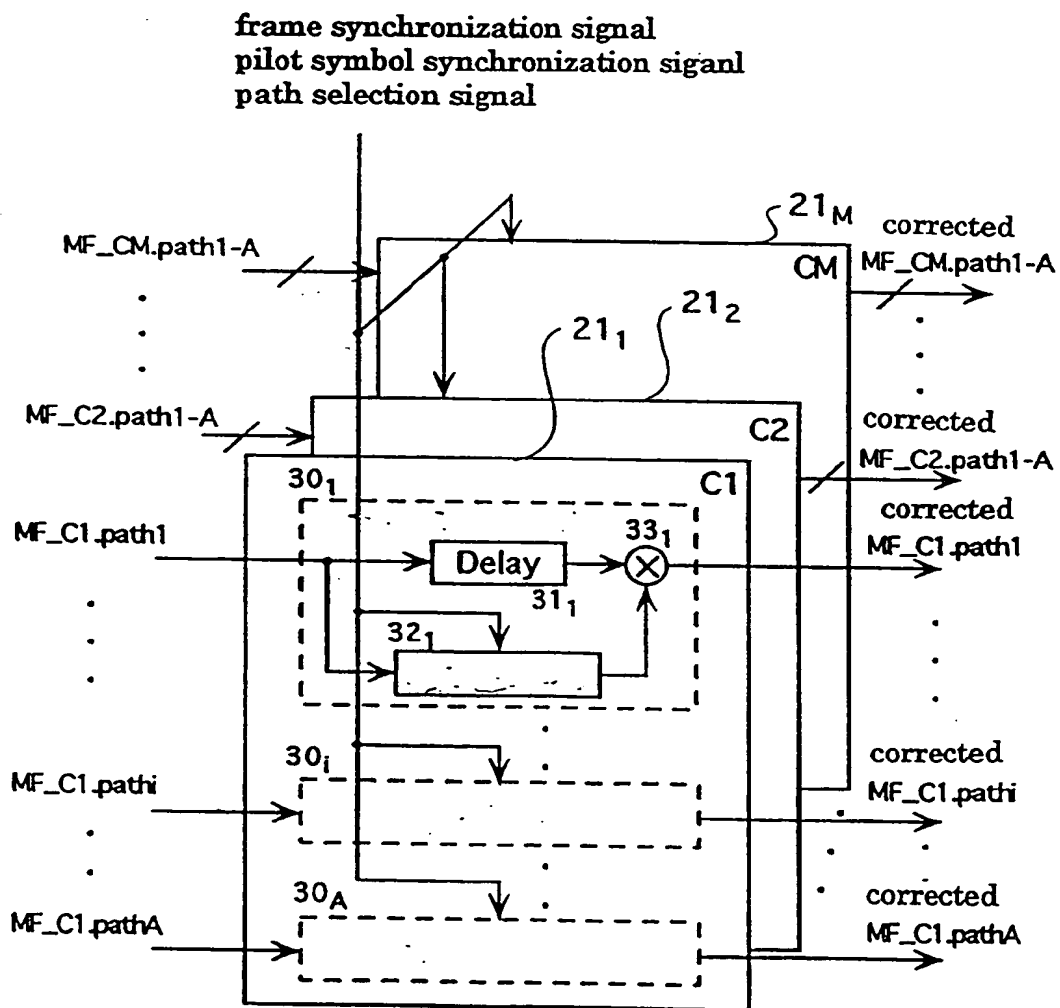 frame synchronization signal
pilot symbol synchronization siganl
path selection signal
21M
corrected
MF_CM.path1-A
CM
MF_CM.path1-A
21₂
21₁
MF_C2.path1-A
C2
corrected
MF_C2.path1-A
30₁
C1
corrected
MF_C1.path1
33₁
MF_C1.path1
Delay
31₁
32₁
30i
corrected
MF_C1.pathi
MF_C1.pathi
30A
corrected
MF_C1.pathA
MF_C1.pathA